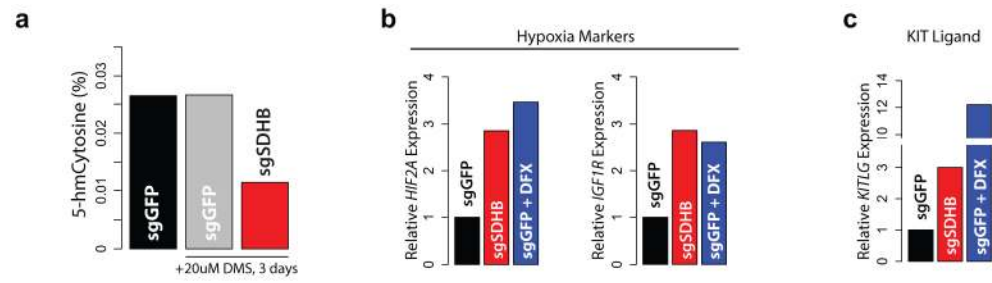 a
5-hmCytosine (%)
0 0.01 0.02 0.03
sgGFP
sgGFP
sgSDHB
+20uM DMS, 3 days
b
Hypoxia Markers
Relative HIF2A Expression
0 1 2 3 4
sgGFP
sgSDHB
sgGFP + DFX
Relative IGF1R Expression
0 1 2 3 4
sgGFP
sgSDHB
sgGFP + DFX
c
KIT Ligand
Relative KITLG Expression
0 1 2 3 10 12 14
sgGFP
sgSDHB
sgGFP + DFX